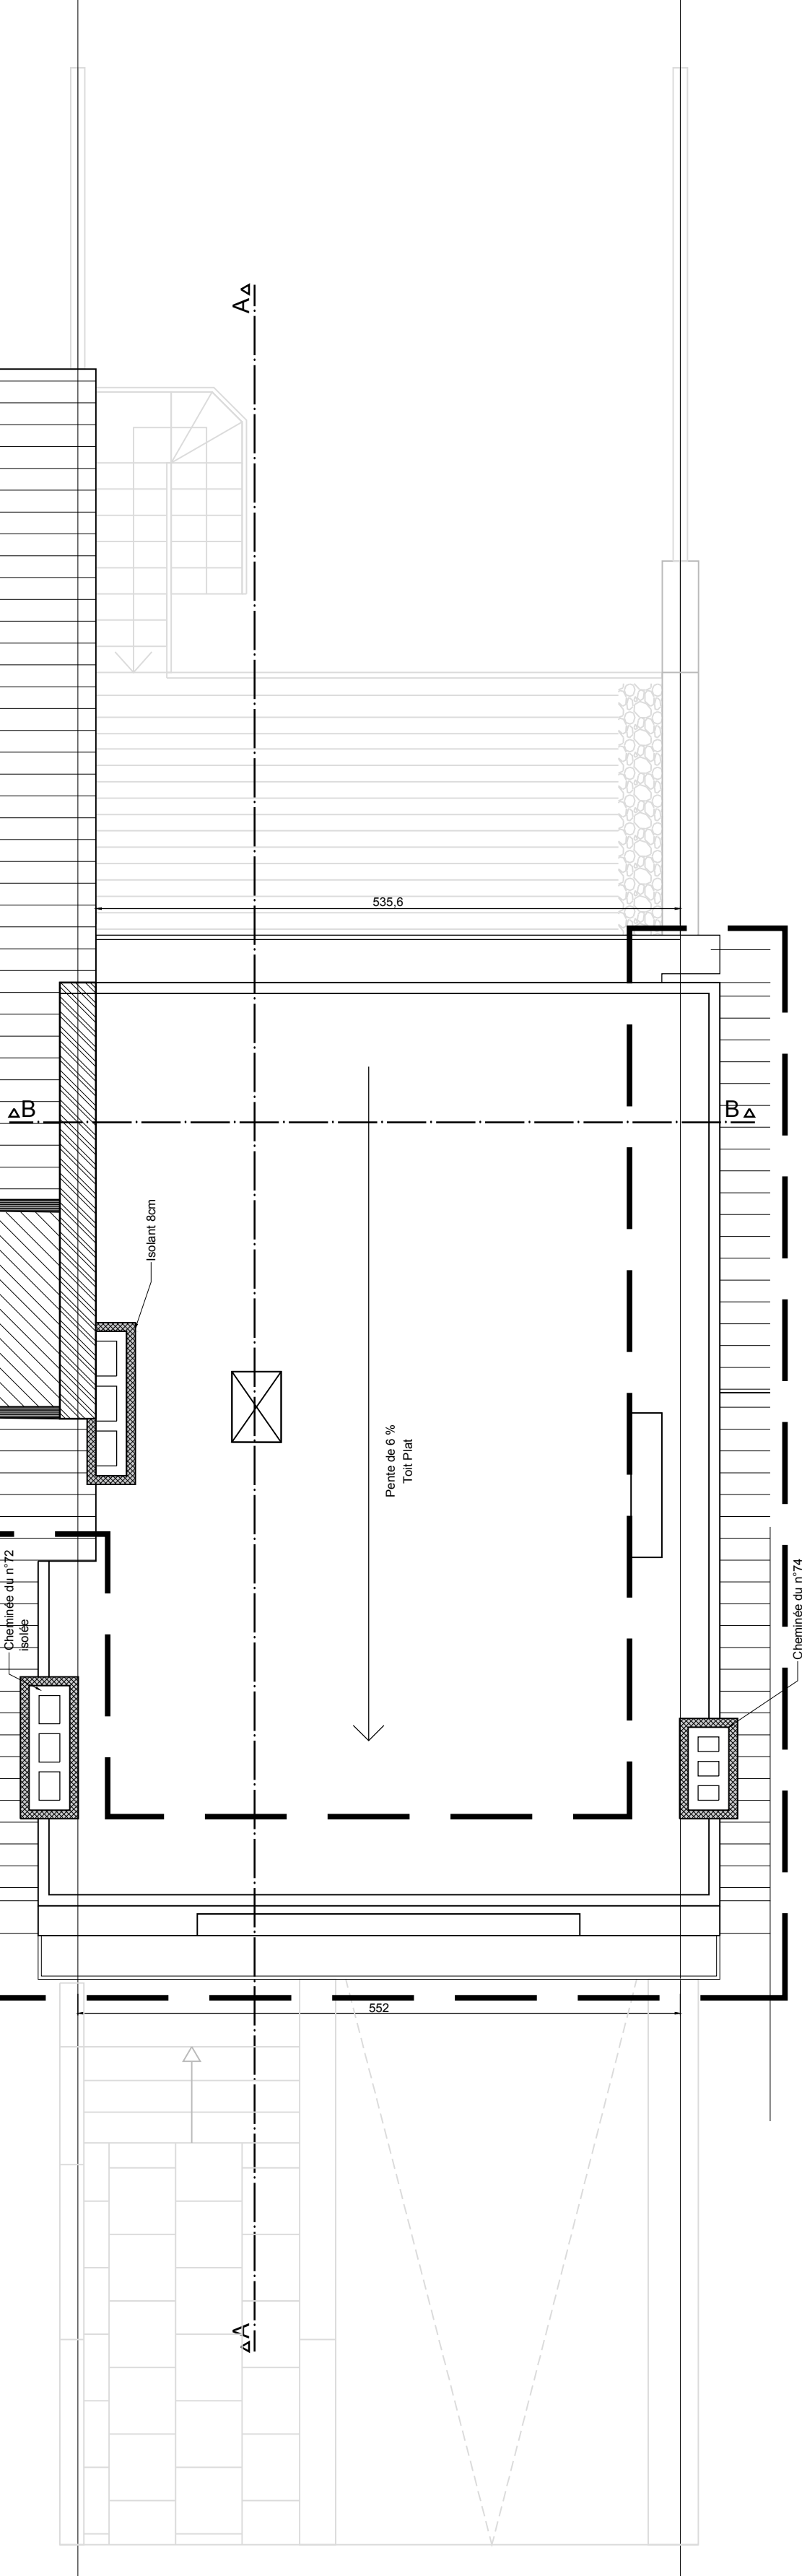 A
535,6
B
B
Isolant 8cm
Pente de 6 %
Toit Plat
Cheminée du n°72
isolée
Cheminée du n°74
552
A